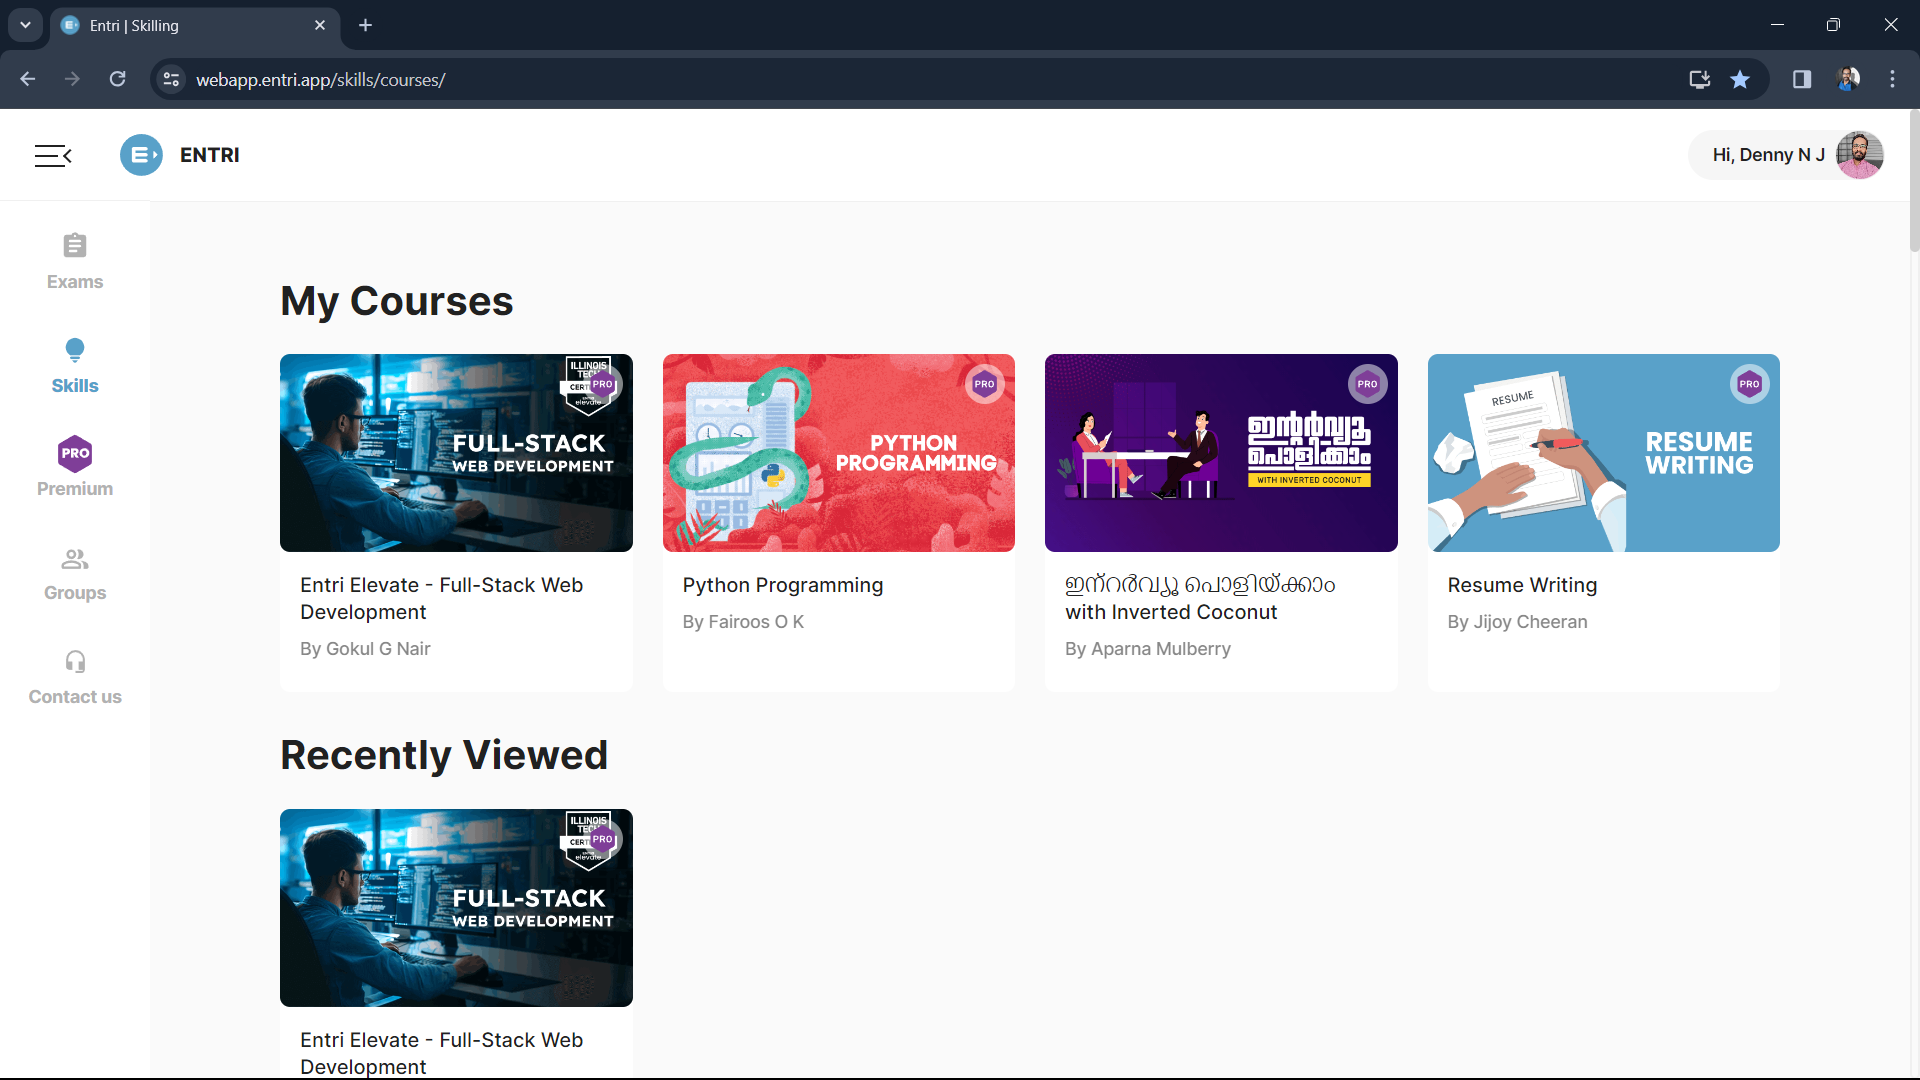 Entri | Skilling
webapp.entri.app/skills/courses/
ENTRI
Hi, Denny N J
Exams
Skills
PRO
Premium
Groups
Contact us
My Courses
ILLINOIS
TECH
CERT
PRO
elevate
FULL-STACK
WEB DEVELOPMENT
Entri Elevate - Full-Stack Web
Development
By Gokul G Nair
PRO
PYTHON
PROGRAMMING
Python Programming
By Fairoos O K
PRO
ഇന്റർവ്യൂ
പൊളിക്കാം
WITH INVERTED COCONUT
ഇന്റർവ്യൂ പൊളിയ്ക്കാം
with Inverted Coconut
By Aparna Mulberry
PRO
RESUME
RESUME
WRITING
Resume Writing
By Jijoy Cheeran
Recently Viewed
ILLINOIS
TECH
CERT
PRO
elevate
FULL-STACK
WEB DEVELOPMENT
Entri Elevate - Full-Stack Web
Development